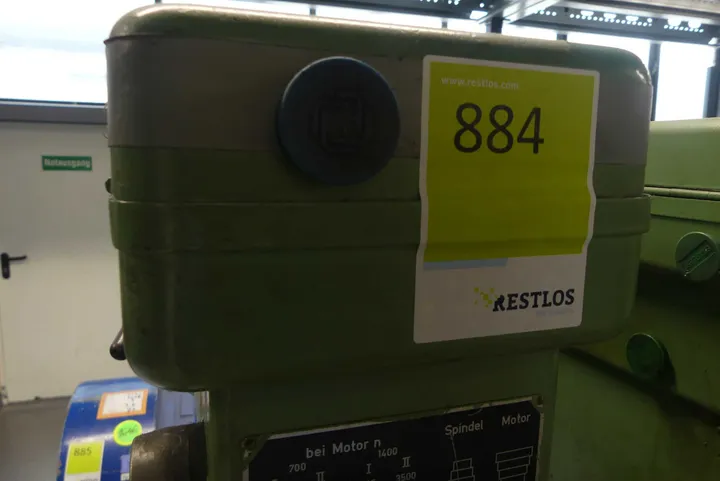 Notausgang
www.restlos.com
884
RESTLOS
885
bei Motor n
Spindel Motor
700 1400
II I II
3500